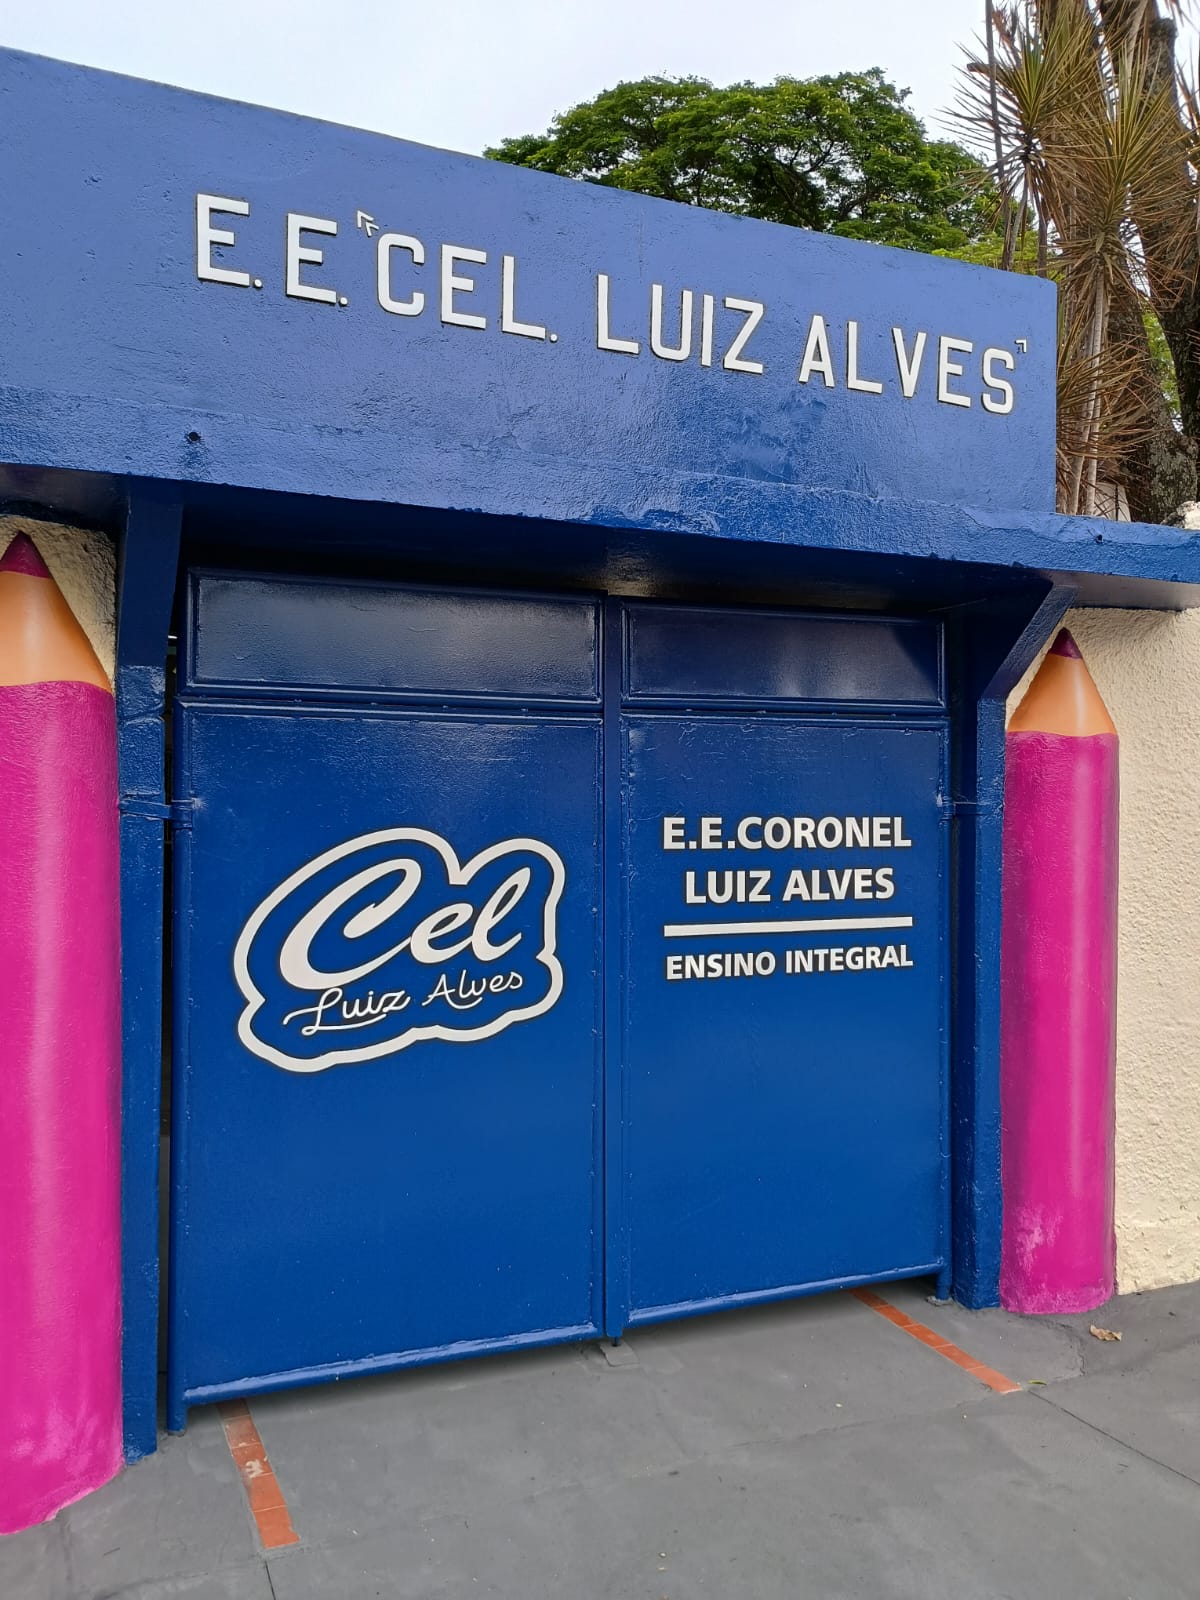 E. E. "CEL. LUIZ ALVES"
Cel
Luiz Alves
E.E.CORONEL
LUIZ ALVES
ENSINO INTEGRAL